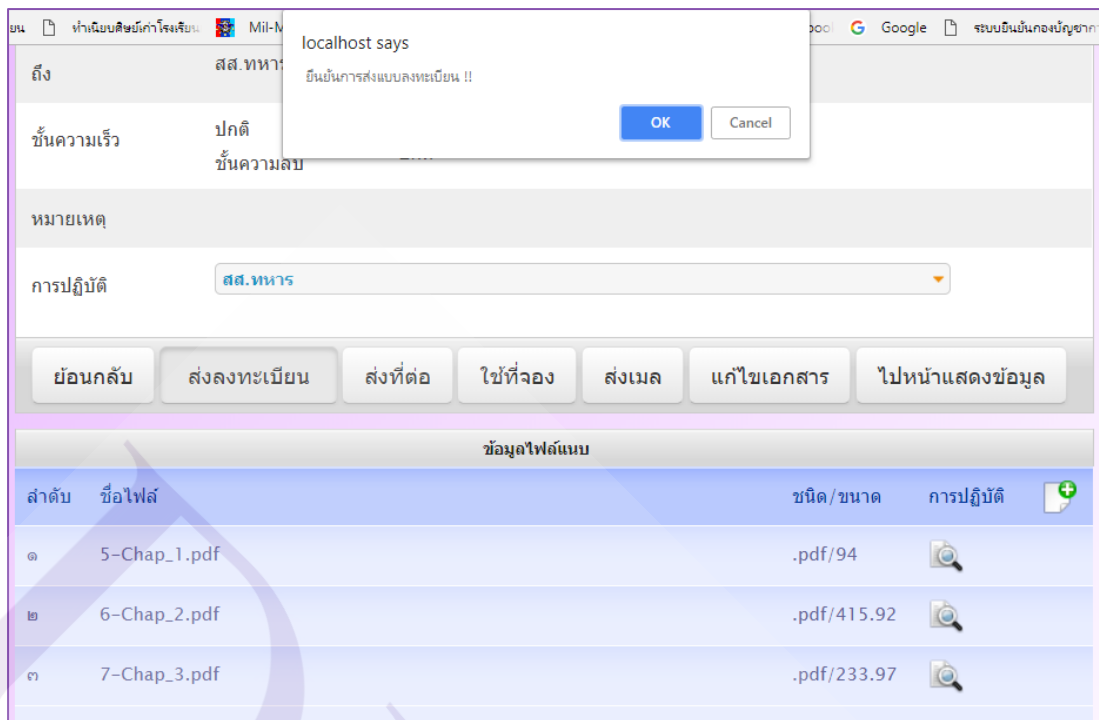 ยน ทำเนียบศิษย์เก่าโรงเรียน Mil-M Google ระบบยืนยันกองบัญชาก
localhost says
ยืนยันการส่งแบบลงทะเบียน !!
OK Cancel
ถึง สส.ทหาร
ชั้นความเร็ว ปกติ
ชั้นความลับ
หมายเหตุ
การปฏิบัติ สส.ทหาร
ย้อนกลับ ส่งลงทะเบียน ส่งที่ต่อ ใช้ที่จอง ส่งเมล แก้ไขเอกสาร ไปหน้าแสดงข้อมูล
ข้อมูลไฟล์แนบ
ลำดับ ชื่อไฟล์ ชนิด/ขนาด การปฏิบัติ
๑ 5-Chap_1.pdf .pdf/94
๒ 6-Chap_2.pdf .pdf/415.92
๓ 7-Chap_3.pdf .pdf/233.97